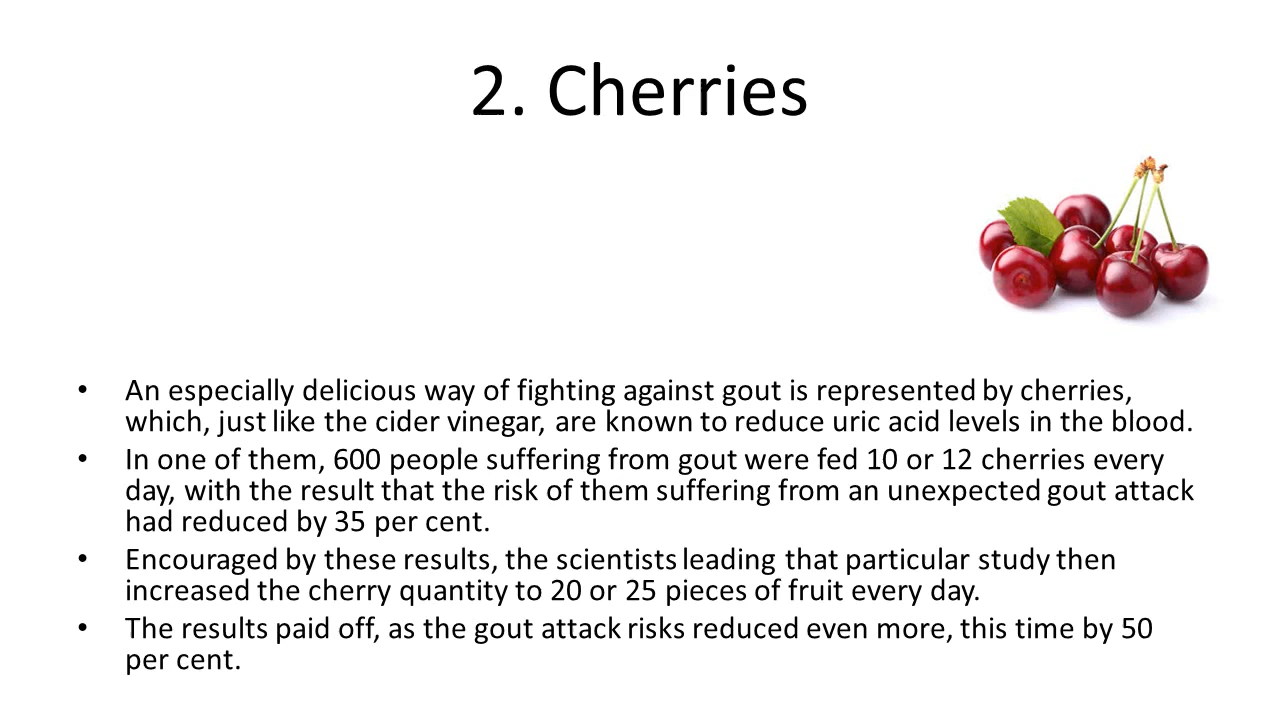 2. Cherries
• An especially delicious way of fighting against gout is represented by cherries,
which, just like the cider vinegar, are known to reduce uric acid levels in the blood.
• In one of them, 600 people suffering from gout were fed 10 or 12 cherries every
day, with the result that the risk of them suffering from an unexpected gout attack
had reduced by 35 per cent.
• Encouraged by these results, the scientists leading that particular study then
increased the cherry quantity to 20 or 25 pieces of fruit every day.
• The results paid off, as the gout attack risks reduced even more, this time by 50
per cent.